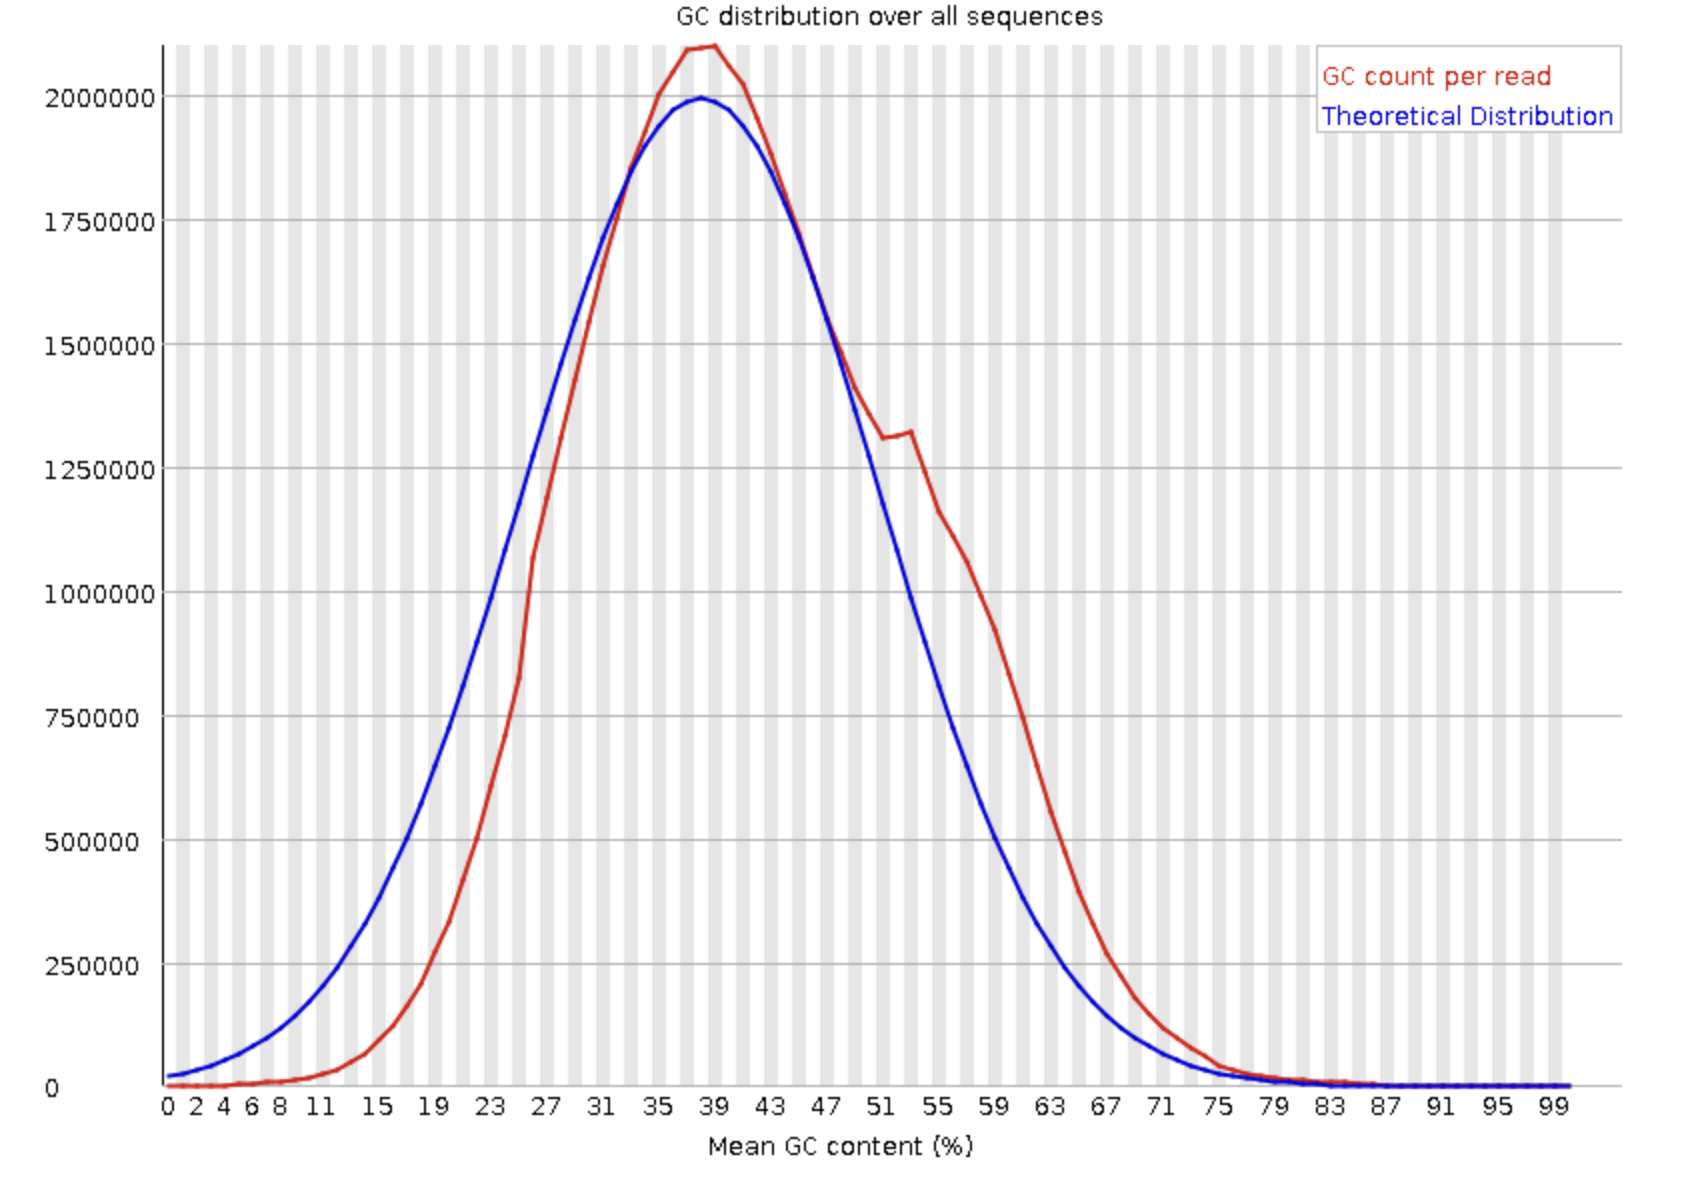 GC distribution over all sequences
GC count per read
Theoretical Distribution
2000000
1750000
1500000
1250000
1000000
750000
500000
250000
0
0 2 4 6 8 11 15 19 23 27 31 35 39 43 47 51 55 59 63 67 71 75 79 83 87 91 95 99
Mean GC content (%)